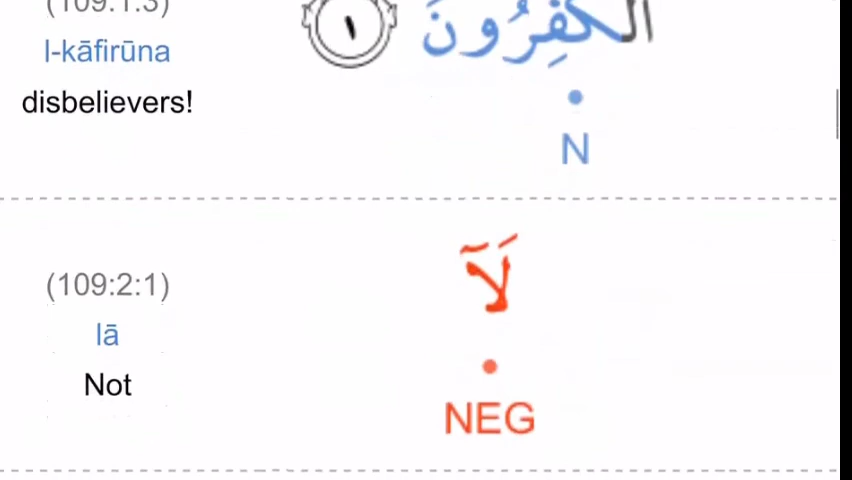 (109:1:3)
l-kāfirūna
disbelievers!
ٱلْكَٰفِرُونَ ١
N
(109:2:1)
lā
Not
لَآ
NEG